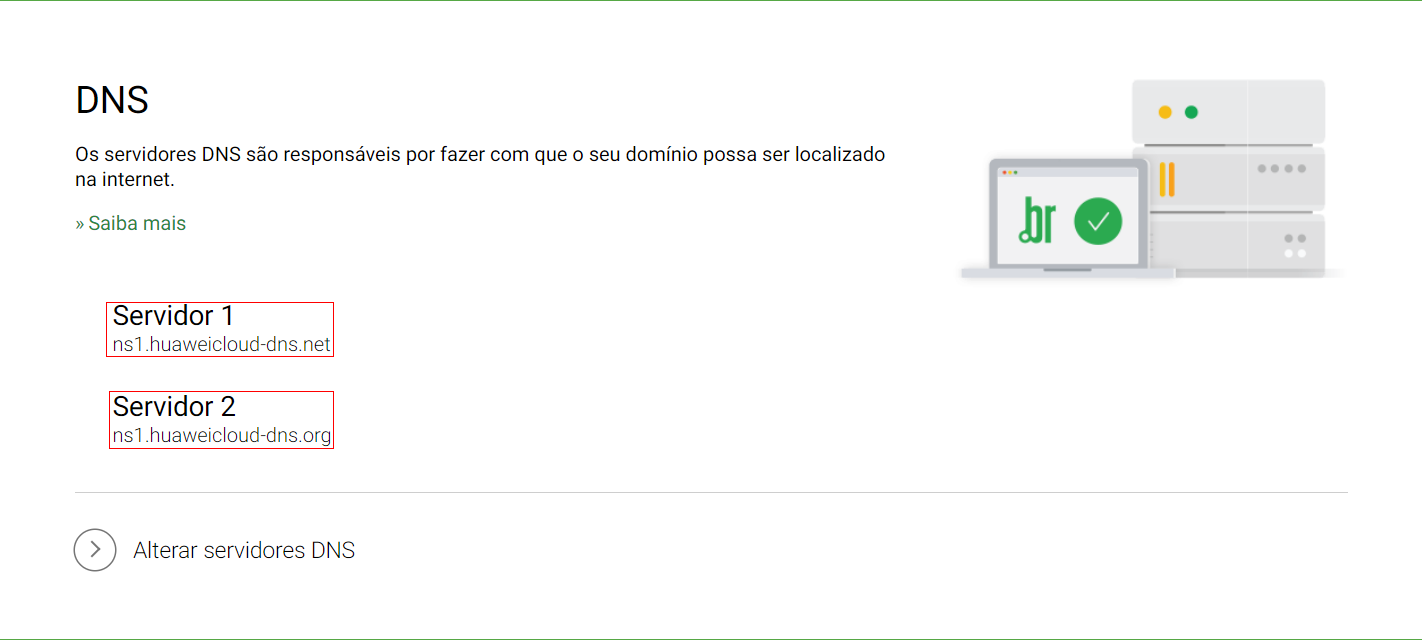 DNS
Os servidores DNS são responsáveis por fazer com que o seu domínio possa ser localizado
na internet.
» Saiba mais
.br
Servidor 1
ns1.huaweicloud-dns.net
Servidor 2
ns1.huaweicloud-dns.org
Alterar servidores DNS